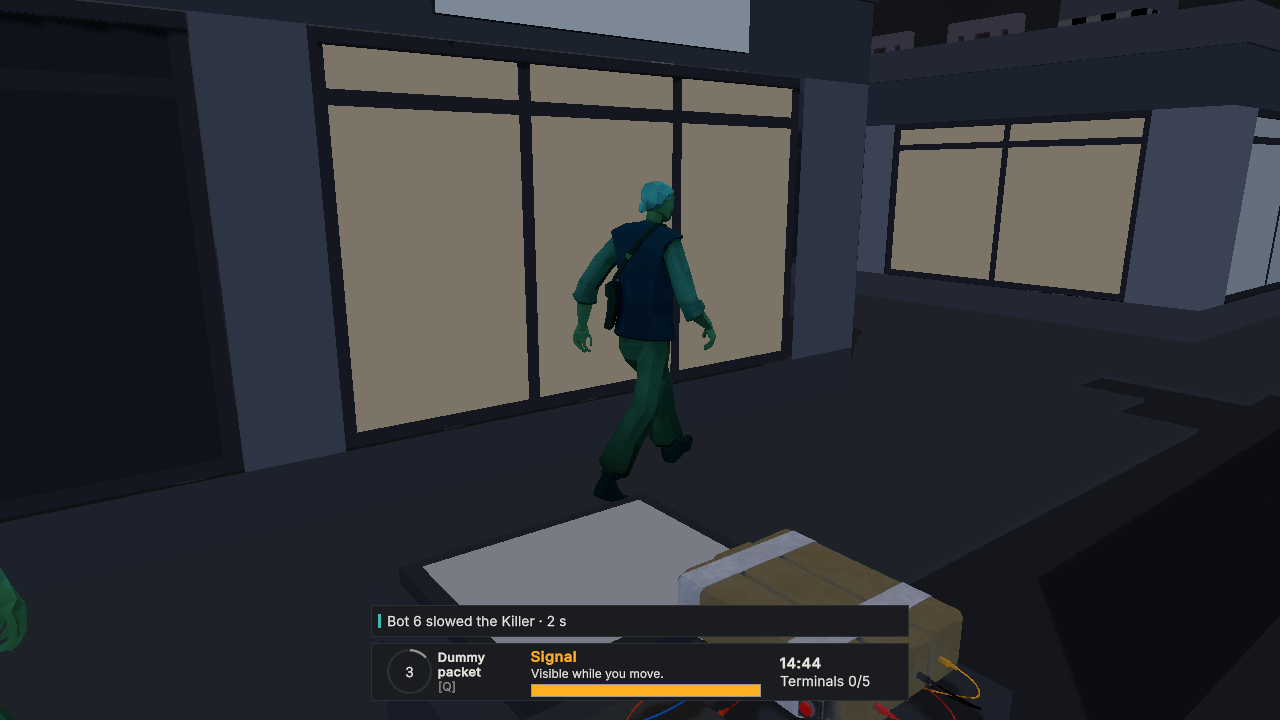 Bot 6 slowed the Killer · 2 s
3
Dummy packet
[Q]
Signal
Visible while you move.
14:44
Terminals 0/5